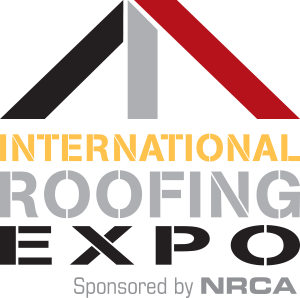 INTERNATIONAL
ROOFING
EXPO
Sponsored by NRCA